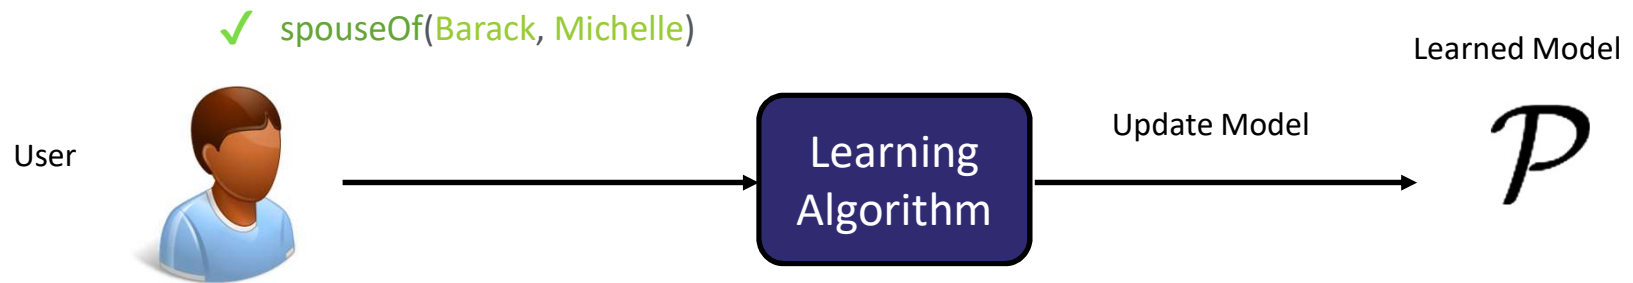 ✓ spouseOf(Barack, Michelle)
Learned Model
User
Learning
Algorithm
Update Model
P